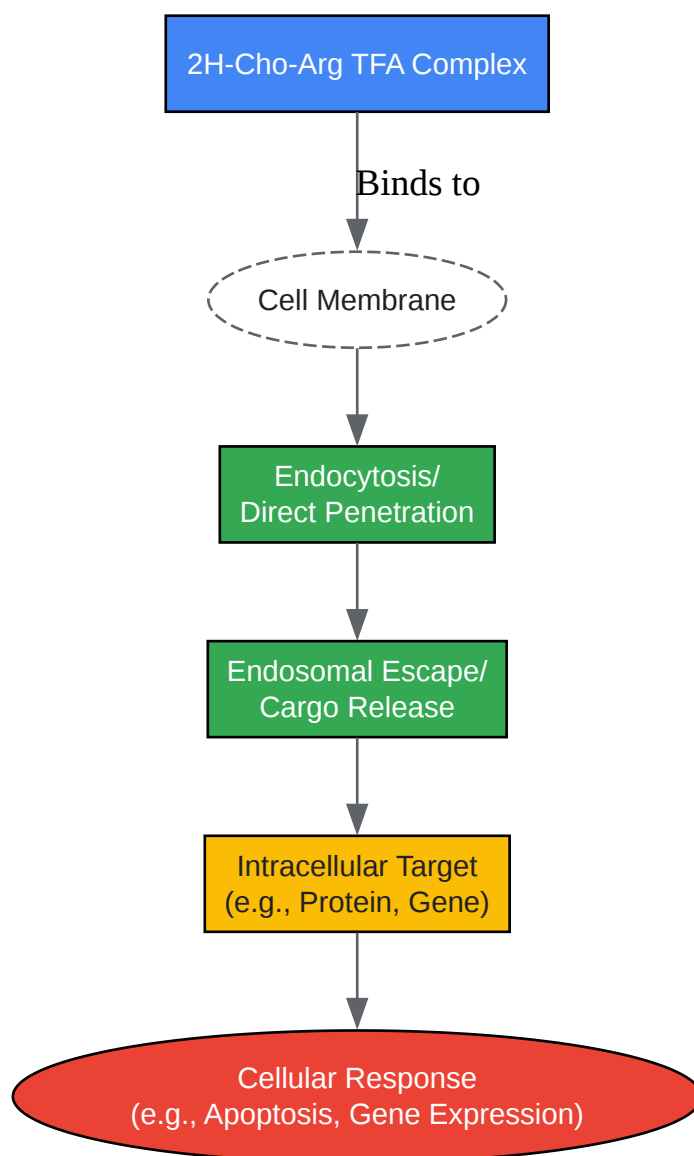 2H-Cho-Arg TFA Complex
Binds to
Cell Membrane
Endocytosis/
Direct Penetration
Endosomal Escape/
Cargo Release
Intracellular Target
(e.g., Protein, Gene)
Cellular Response
(e.g., Apoptosis, Gene Expression)